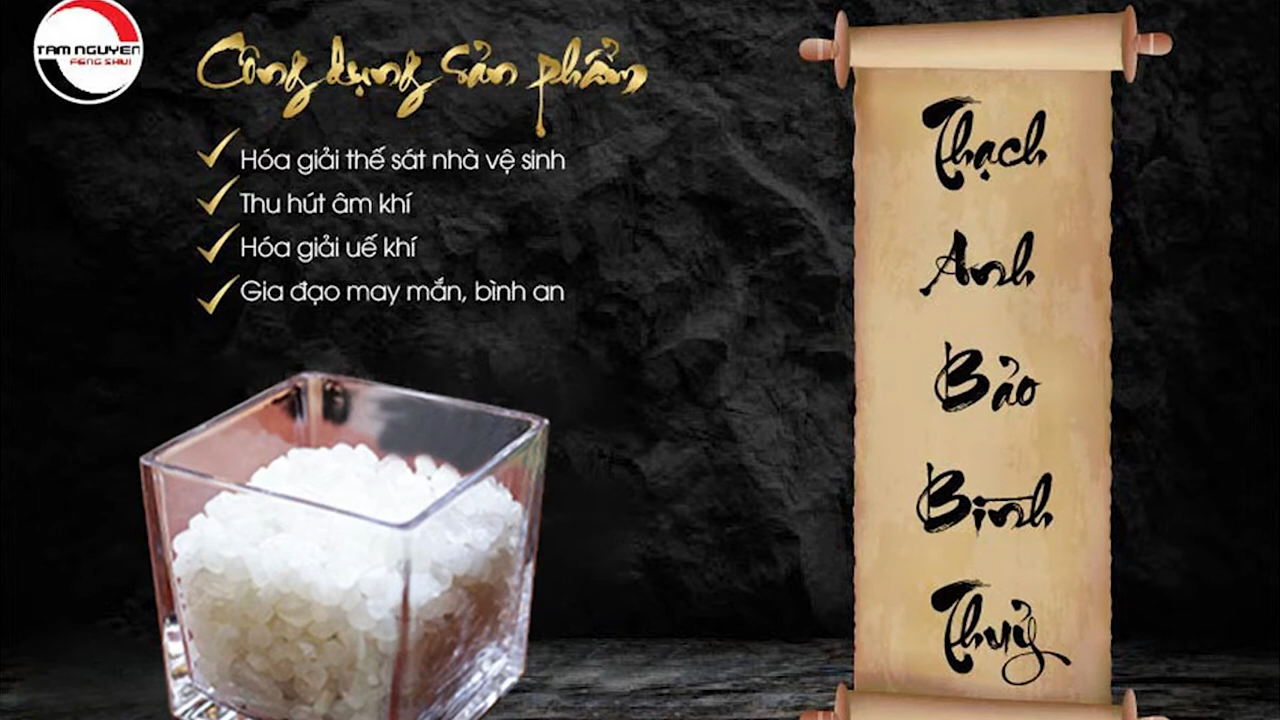 TAM NGUYEN
FENG SHUI
Công dụng sản phẩm
Hóa giải thế sát nhà vệ sinh
Thu hút âm khí
Hóa giải uế khí
Gia đạo may mắn, bình an
Thạch
Anh
Bảo
Bình
Thuỷ